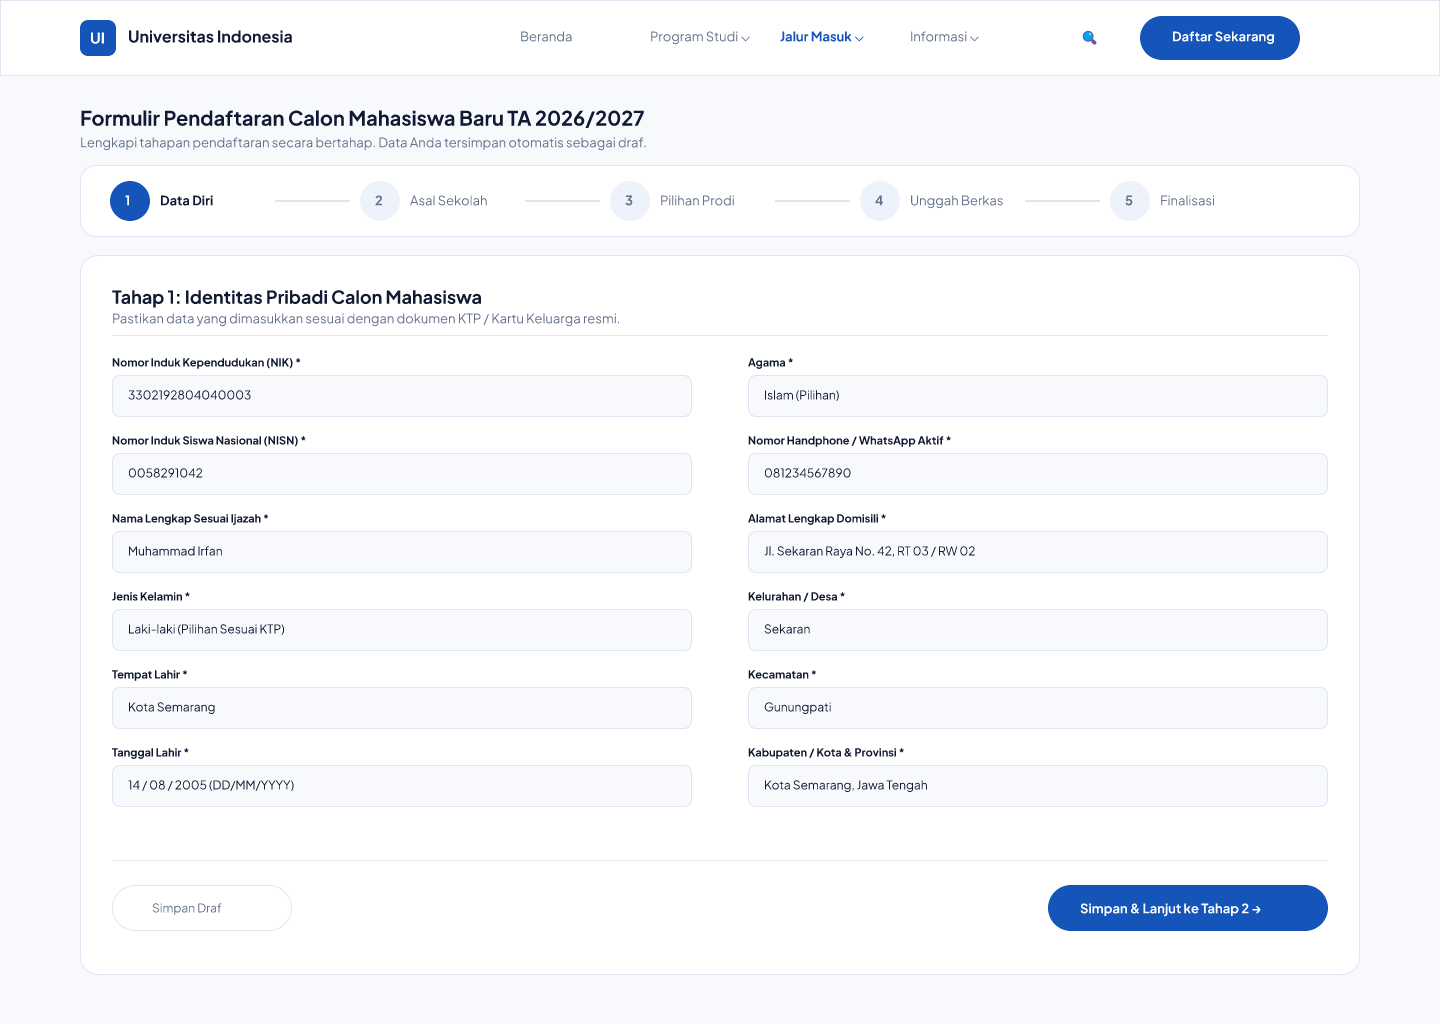 UI
Universitas Indonesia
Beranda
Program Studi
Jalur Masuk
Informasi
Daftar Sekarang
Formulir Pendaftaran Calon Mahasiswa Baru TA 2026/2027
Lengkapi tahapan pendaftaran secara bertahap. Data Anda tersimpan otomatis sebagai draf.
1 Data Diri
2 Asal Sekolah
3 Pilihan Prodi
4 Unggah Berkas
5 Finalisasi
Tahap 1: Identitas Pribadi Calon Mahasiswa
Pastikan data yang dimasukkan sesuai dengan dokumen KTP / Kartu Keluarga resmi.
Nomor Induk Kependudukan (NIK) *
3302192804040003
Nomor Induk Siswa Nasional (NISN) *
0058291042
Nama Lengkap Sesuai Ijazah *
Muhammad Irfan
Jenis Kelamin *
Laki-laki (Pilihan Sesuai KTP)
Tempat Lahir *
Kota Semarang
Tanggal Lahir *
14 / 08 / 2005 (DD/MM/YYYY)
Agama *
Islam (Pilihan)
Nomor Handphone / WhatsApp Aktif *
081234567890
Alamat Lengkap Domisili *
Jl. Sekaran Raya No. 42, RT 03 / RW 02
Kelurahan / Desa *
Sekaran
Kecamatan *
Gunungpati
Kabupaten / Kota & Provinsi *
Kota Semarang, Jawa Tengah
Simpan Draf
Simpan & Lanjut ke Tahap 2 →